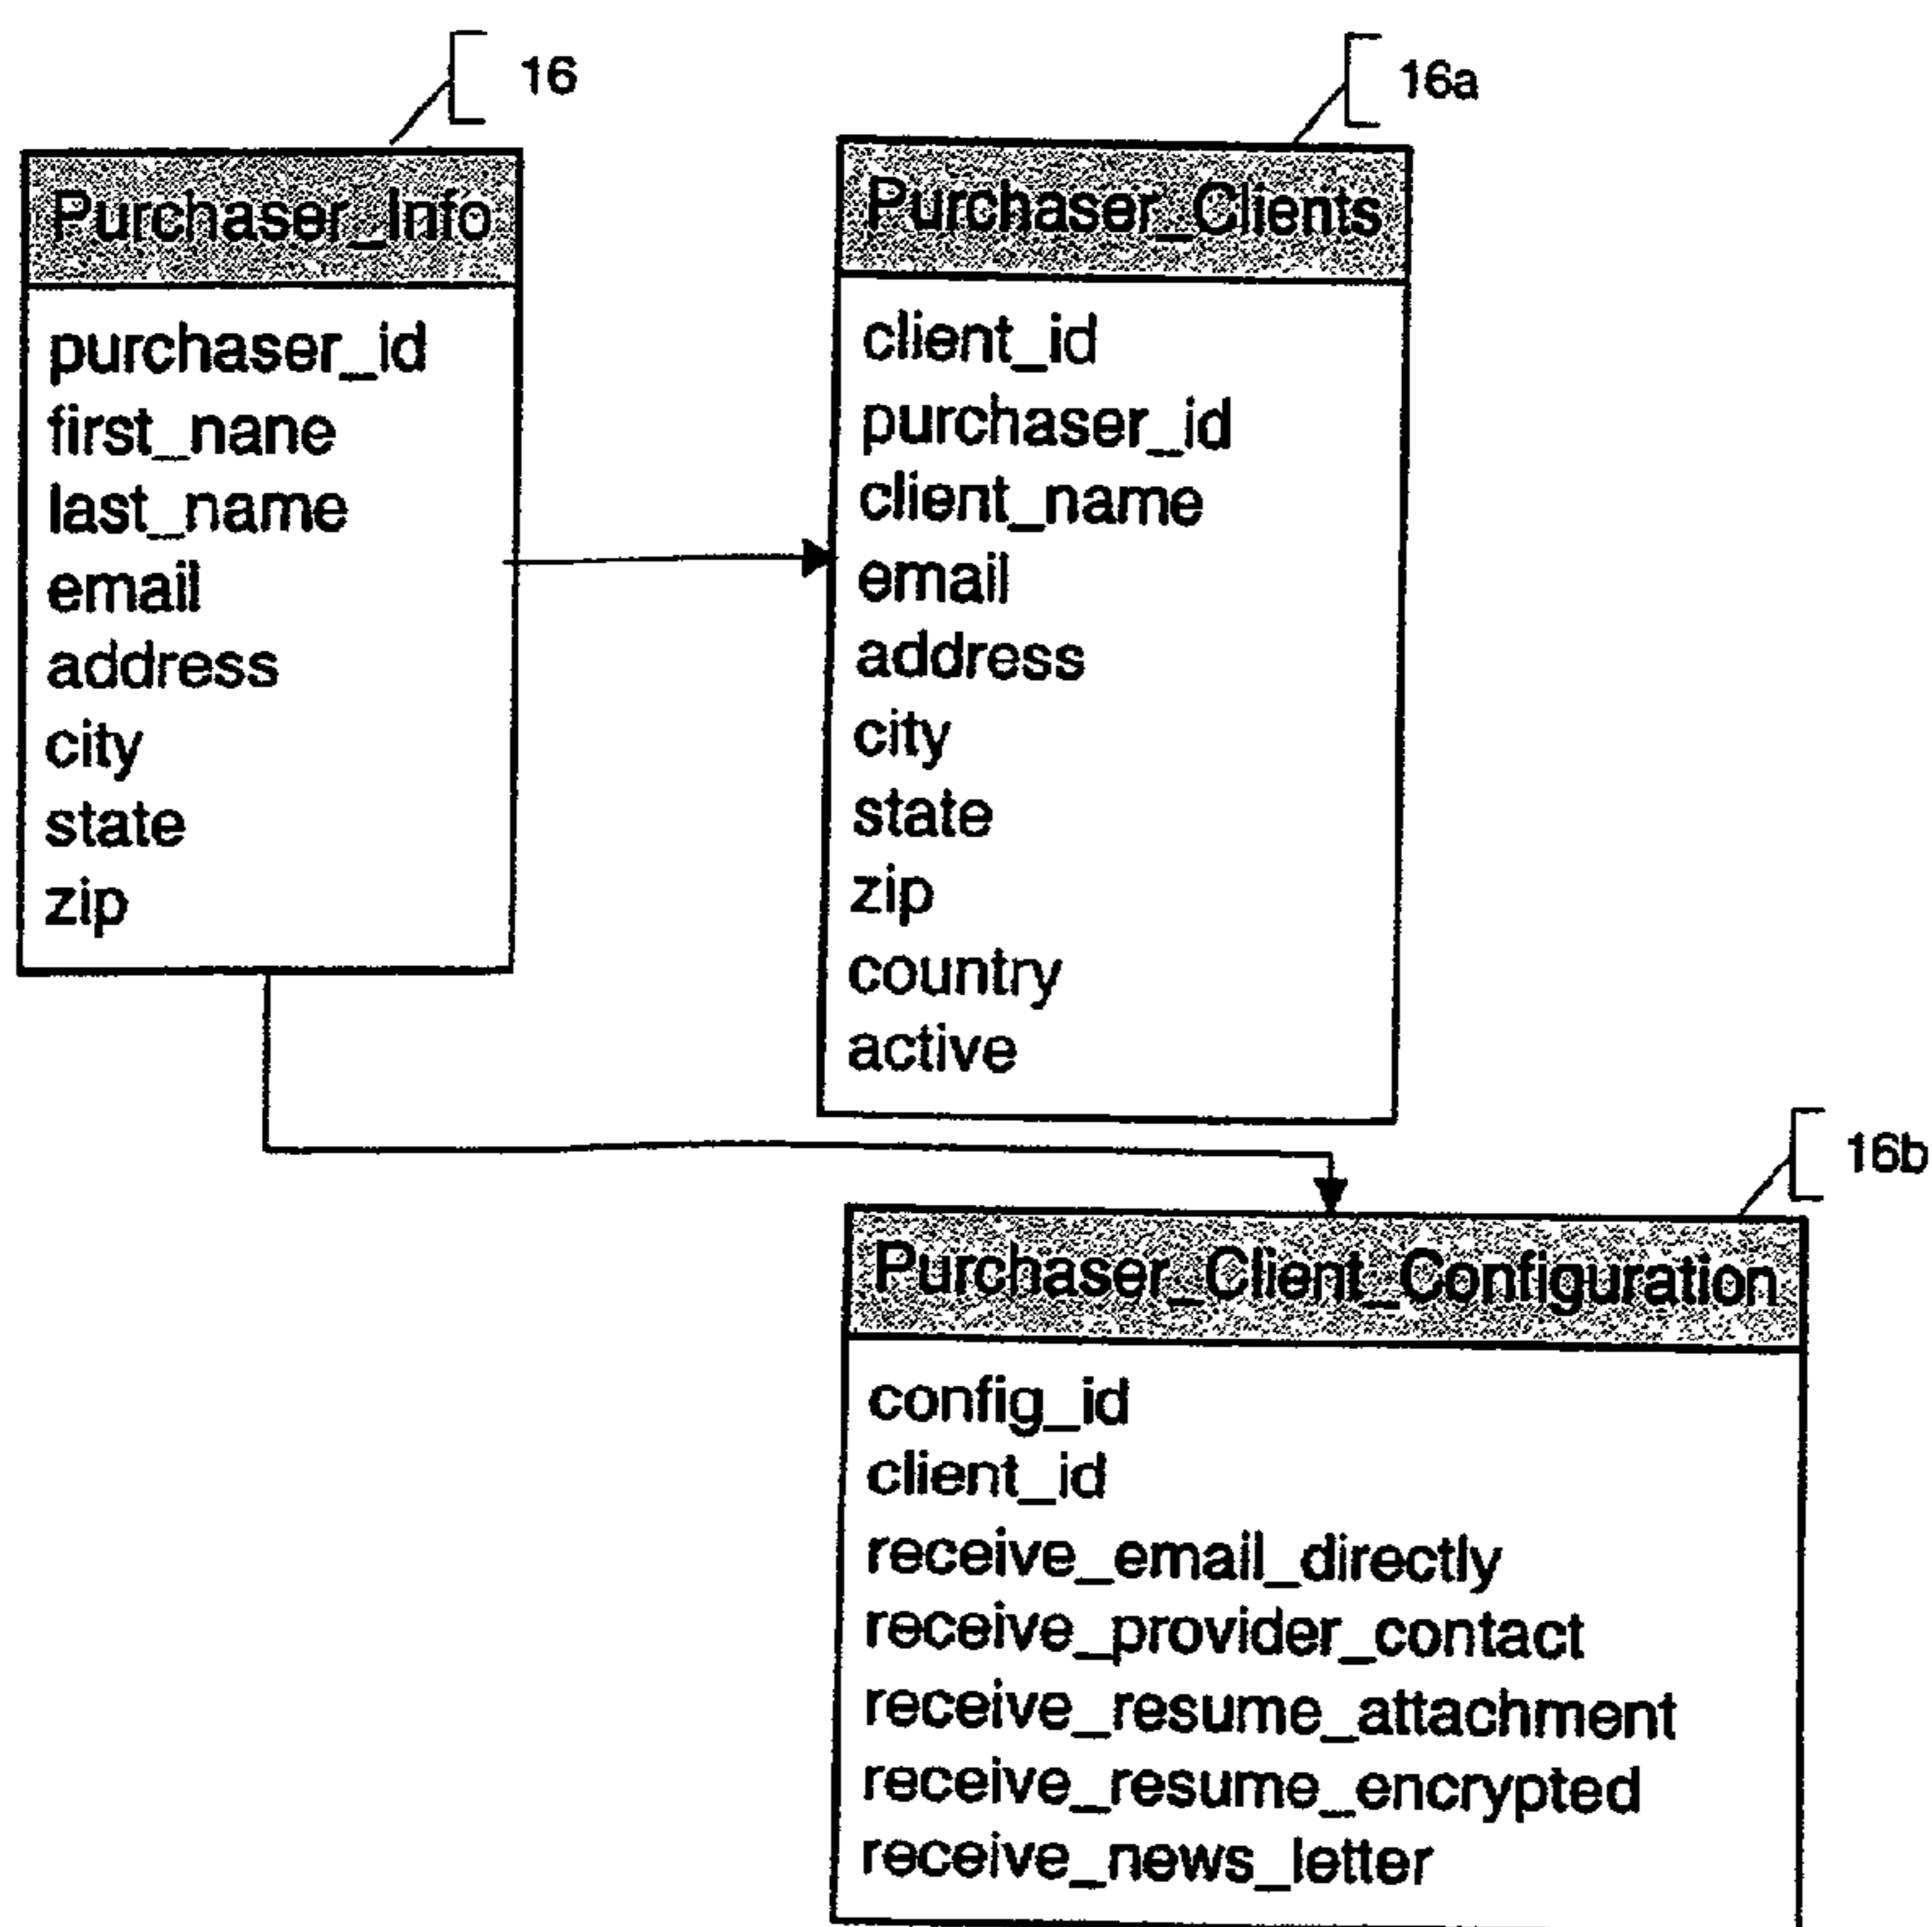 16
Purchaser_Info
purchaser_id
first_nane
last_name
email
address
city
state
zip
16a
Purchaser_Clients
client_id
purchaser_id
client_name
email
address
city
state
zip
country
active
16b
Purchaser_Client_Configuration
config_id
client_id
receive_email_directly
receive_provider_contact
receive_resume_attachment
receive_resume_encrypted
receive_news_letter